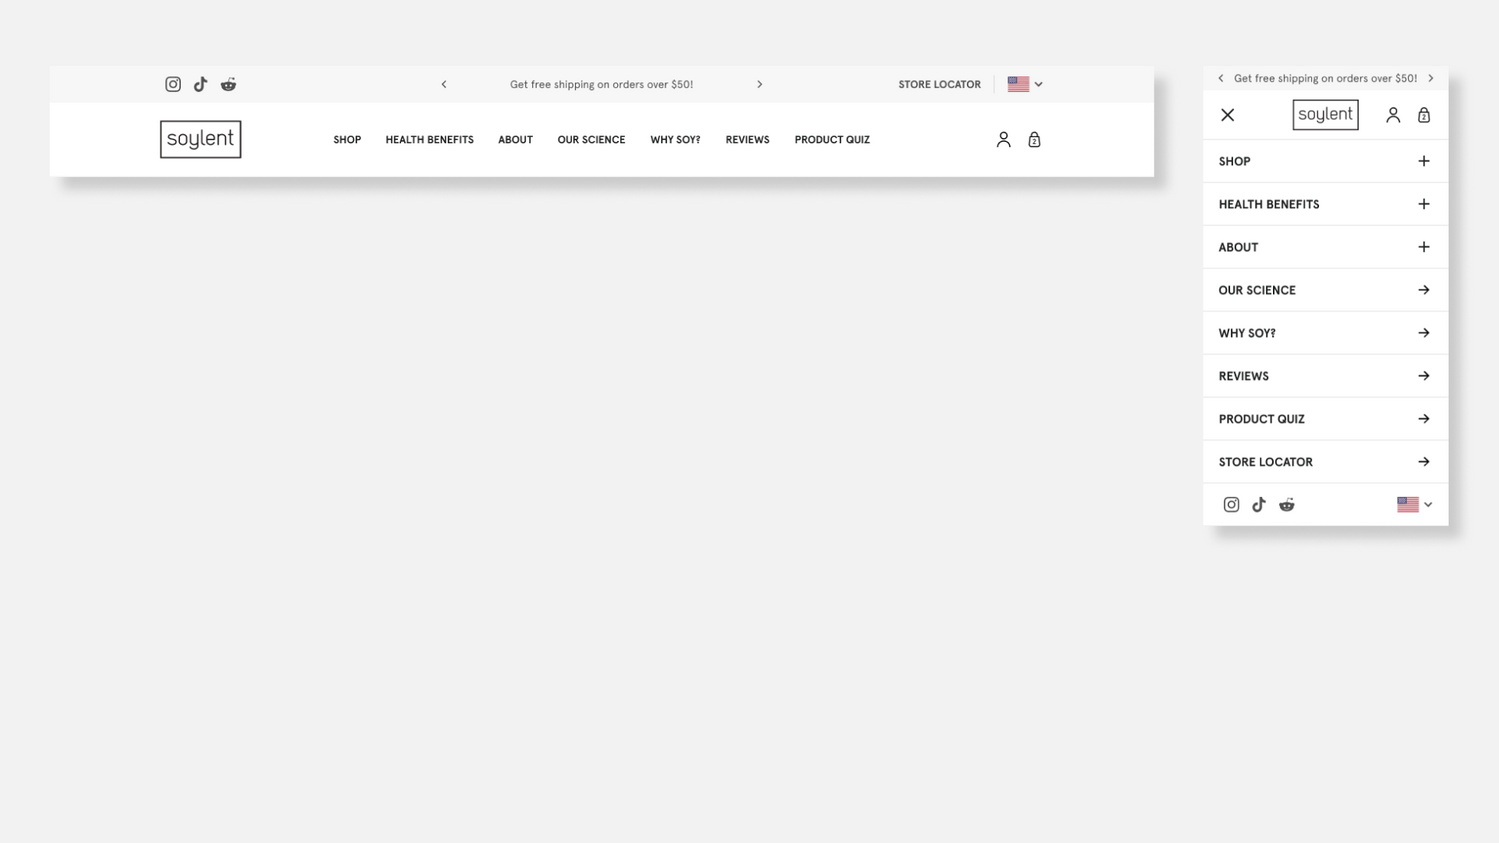 Get free shipping on orders over $50!
STORE LOCATOR
soylent
SHOP
HEALTH BENEFITS
ABOUT
OUR SCIENCE
WHY SOY?
REVIEWS
PRODUCT QUIZ
2
Get free shipping on orders over $50!
soylent
2
SHOP
HEALTH BENEFITS
ABOUT
OUR SCIENCE
WHY SOY?
REVIEWS
PRODUCT QUIZ
STORE LOCATOR